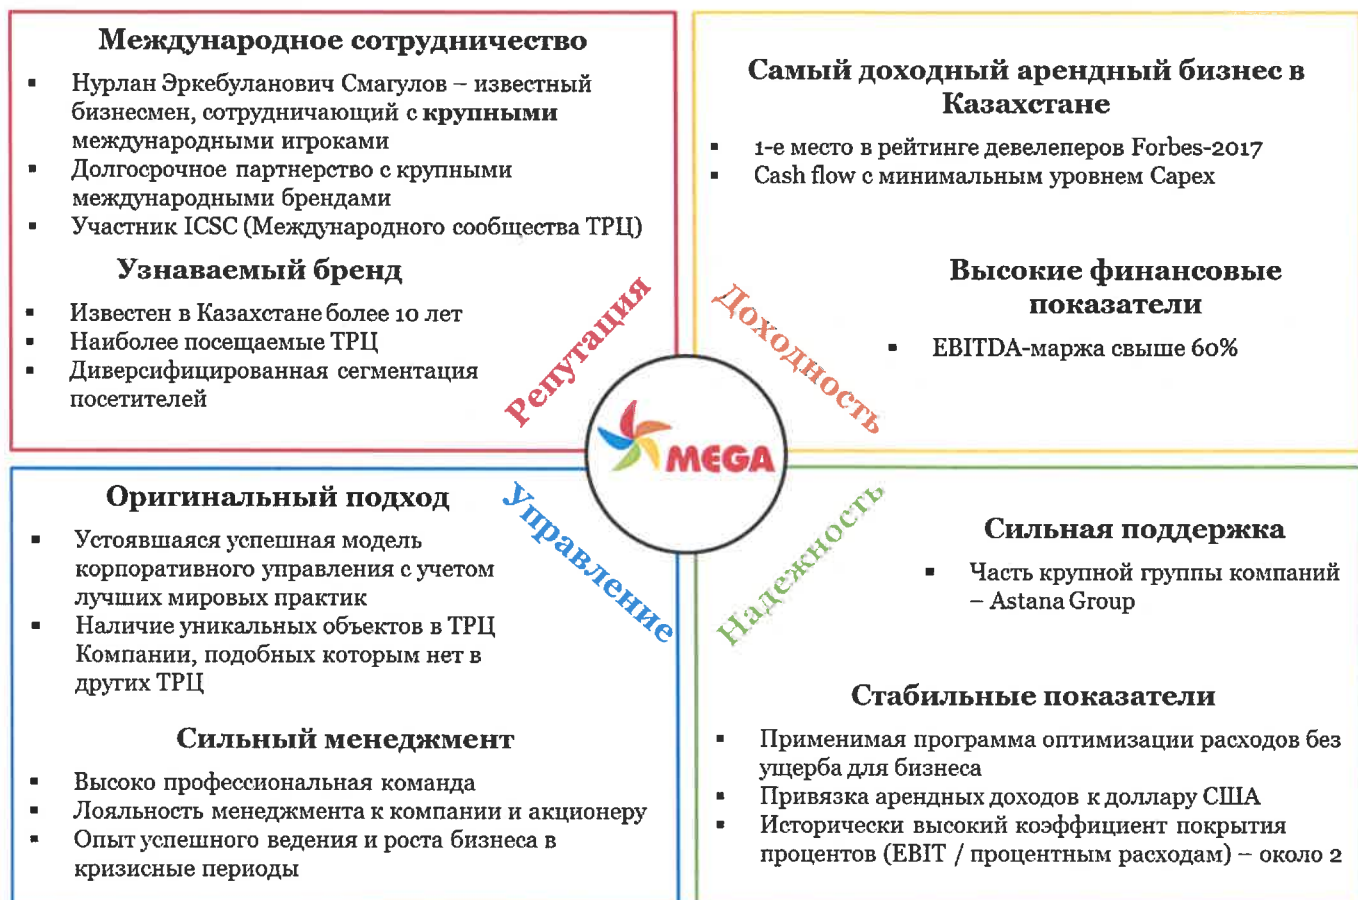 Международное сотрудничество
▪ Нурлан Эркебуланович Смагулов – известный
бизнесмен, сотрудничающий с крупными
международными игроками
▪ Долгосрочное партнерство с крупными
международными брендами
▪ Участник ICSC (Международного сообщества ТРЦ)
Узнаваемый бренд
▪ Известен в Казахстане более 10 лет
▪ Наиболее посещаемые ТРЦ
▪ Диверсифицированная сегментация
посетителей
Репутация
Самый доходный арендный бизнес в
Казахстане
▪ 1-е место в рейтинге девелеперов Forbes-2017
▪ Cash flow с минимальным уровнем Capex
Высокие финансовые
показатели
▪ EBITDA-маржа свыше 60%
Доходность
MEGA
Оригинальный подход
▪ Устоявшаяся успешная модель
корпоративного управления с учетом
лучших мировых практик
▪ Наличие уникальных объектов в ТРЦ
Компании, подобных которым нет в
других ТРЦ
Сильный менеджмент
▪ Высоко профессиональная команда
▪ Лояльность менеджмента к компании и акционеру
▪ Опыт успешного ведения и роста бизнеса в
кризисные периоды
Управление
Надежность
Сильная поддержка
▪ Часть крупной группы компаний
– Astana Group
Стабильные показатели
▪ Применимая программа оптимизации расходов без
ущерба для бизнеса
▪ Привязка арендных доходов к доллару США
▪ Исторически высокий коэффициент покрытия
процентов (EBIT / процентным расходам) – около 2